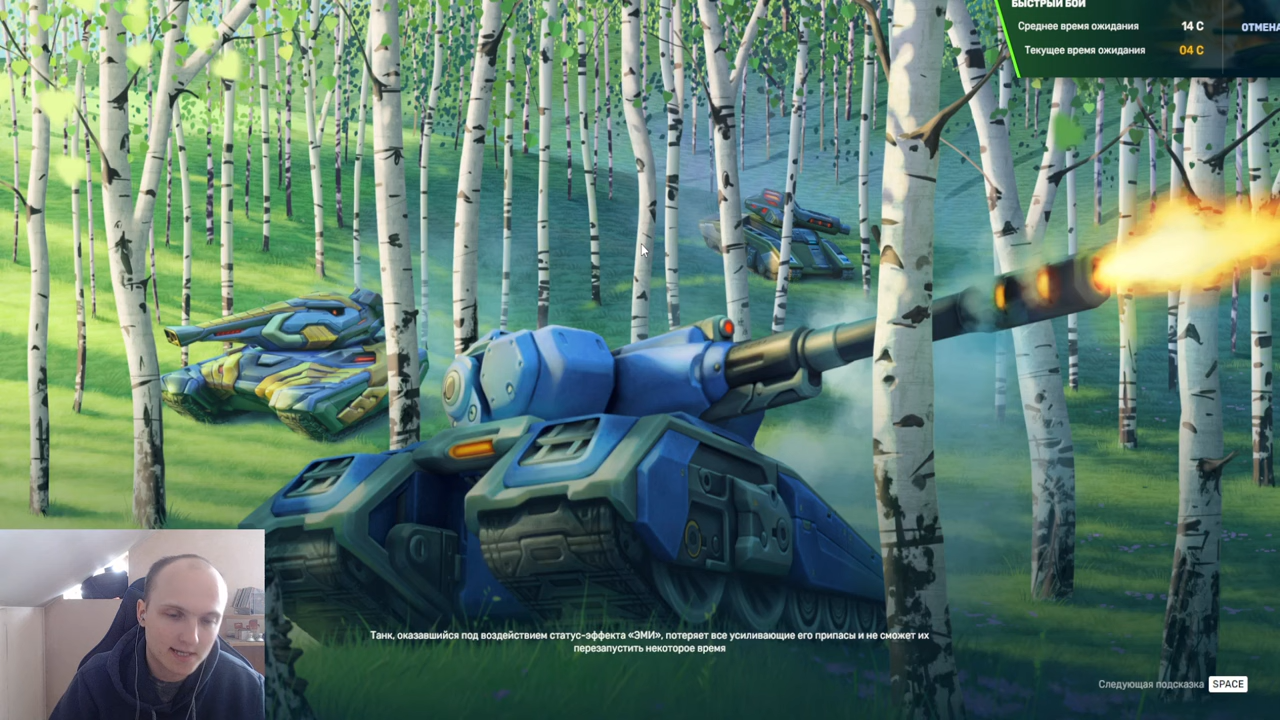 БЫСТРЫЙ БОЙ
Среднее время ожидания 14 С
ОТМЕНА
Текущее время ожидания 04 С
Танк, оказавшийся под воздействием статус-эффекта «ЭМИ», потеряет все усиливающие его припасы и не сможет их
перезапустить некоторое время
Следующая подсказка SPACE